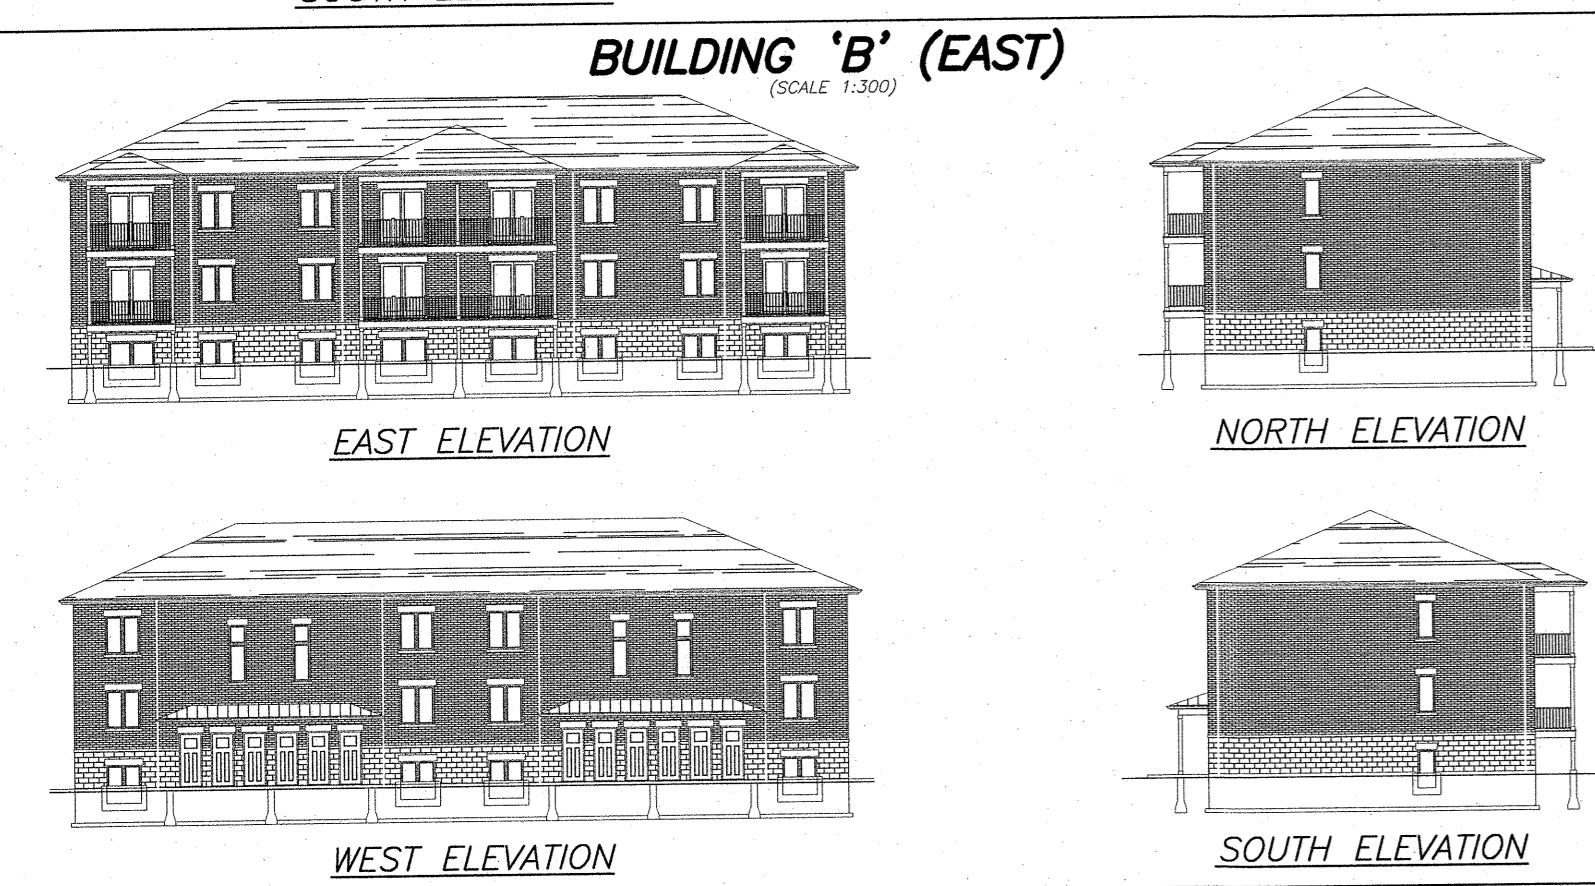 BUILDING 'B' (EAST)
(SCALE 1:300)
EAST ELEVATION
NORTH ELEVATION
WEST ELEVATION
SOUTH ELEVATION